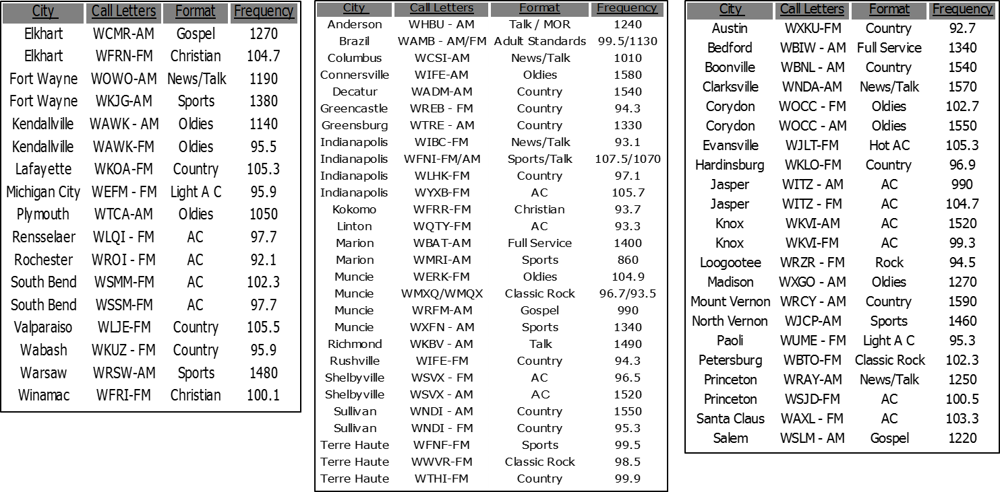 City Call Letters Format Frequency
Elkhart WCMR-AM Gospel 1270
Elkhart WFRN-FM Christian 104.7
Fort Wayne WOWO-AM News/Talk 1190
Fort Wayne WKJG-AM Sports 1380
Kendallville WAWK - AM Oldies 1140
Kendallville WAWK-FM Oldies 95.5
Lafayette WKOA-FM Country 105.3
Michigan City WEFM - FM Light A C 95.9
Plymouth WTCA-AM Oldies 1050
Rensselaer WLQI - FM AC 97.7
Rochester WROI - FM AC 92.1
South Bend WSMM-FM AC 102.3
South Bend WSSM-FM AC 97.7
Valparaiso WLJE-FM Country 105.5
Wabash WKUZ - FM Country 95.9
Warsaw WRSW-AM Sports 1480
Winamac WFRI-FM Christian 100.1
City Call Letters Format Frequency
Anderson WHBU - AM Talk / MOR 1240
Brazil WAMB - AM/FM Adult Standards 99.5/1130
Columbus WCSI-AM News/Talk 1010
Connersville WIFE-AM Oldies 1580
Decatur WADM-AM Country 1540
Greencastle WREB - FM Country 94.3
Greensburg WTRE - AM Country 1330
Indianapolis WIBC-FM News/Talk 93.1
Indianapolis WFNI-FM/AM Sports/Talk 107.5/1070
Indianapolis WLHK-FM Country 97.1
Indianapolis WYXB-FM AC 105.7
Kokomo WFRR-FM Christian 93.7
Linton WQTY-FM AC 93.3
Marion WBAT-AM Full Service 1400
Marion WMRI-AM Sports 860
Muncie WERK-FM Oldies 104.9
Muncie WMXQ/WMQX Classic Rock 96.7/93.5
Muncie WRFM-AM Gospel 990
Muncie WXFN - AM Sports 1340
Richmond WKBV - AM Talk 1490
Rushville WIFE-FM Country 94.3
Shelbyville WSVX - FM AC 96.5
Shelbyville WSVX - AM AC 1520
Sullivan WNDI - AM Country 1550
Sullivan WNDI - FM Country 95.3
Terre Haute WFNF-FM Sports 99.5
Terre Haute WWVR-FM Classic Rock 98.5
Terre Haute WTHI-FM Country 99.9
City Call Letters Format Frequency
Austin WXKU-FM Country 92.7
Bedford WBIW - AM Full Service 1340
Boonville WBNL - AM Country 1540
Clarksville WNDA-AM News/Talk 1570
Corydon WOCC - FM Oldies 102.7
Corydon WOCC - AM Oldies 1550
Evansville WJLT-FM Hot AC 105.3
Hardinsburg WKLO-FM Country 96.9
Jasper WITZ - AM AC 990
Jasper WITZ - FM AC 104.7
Knox WKVI-AM AC 1520
Knox WKVI-FM AC 99.3
Loogootee WRZR - FM Rock 94.5
Madison WXGO - AM Oldies 1270
Mount Vernon WRCY - AM Country 1590
North Vernon WJCP-AM Sports 1460
Paoli WUME - FM Light A C 95.3
Petersburg WBTO-FM Classic Rock 102.3
Princeton WRAY-AM News/Talk 1250
Princeton WSJD-FM AC 100.5
Santa Claus WAXL - FM AC 103.3
Salem WSLM - AM Gospel 1220